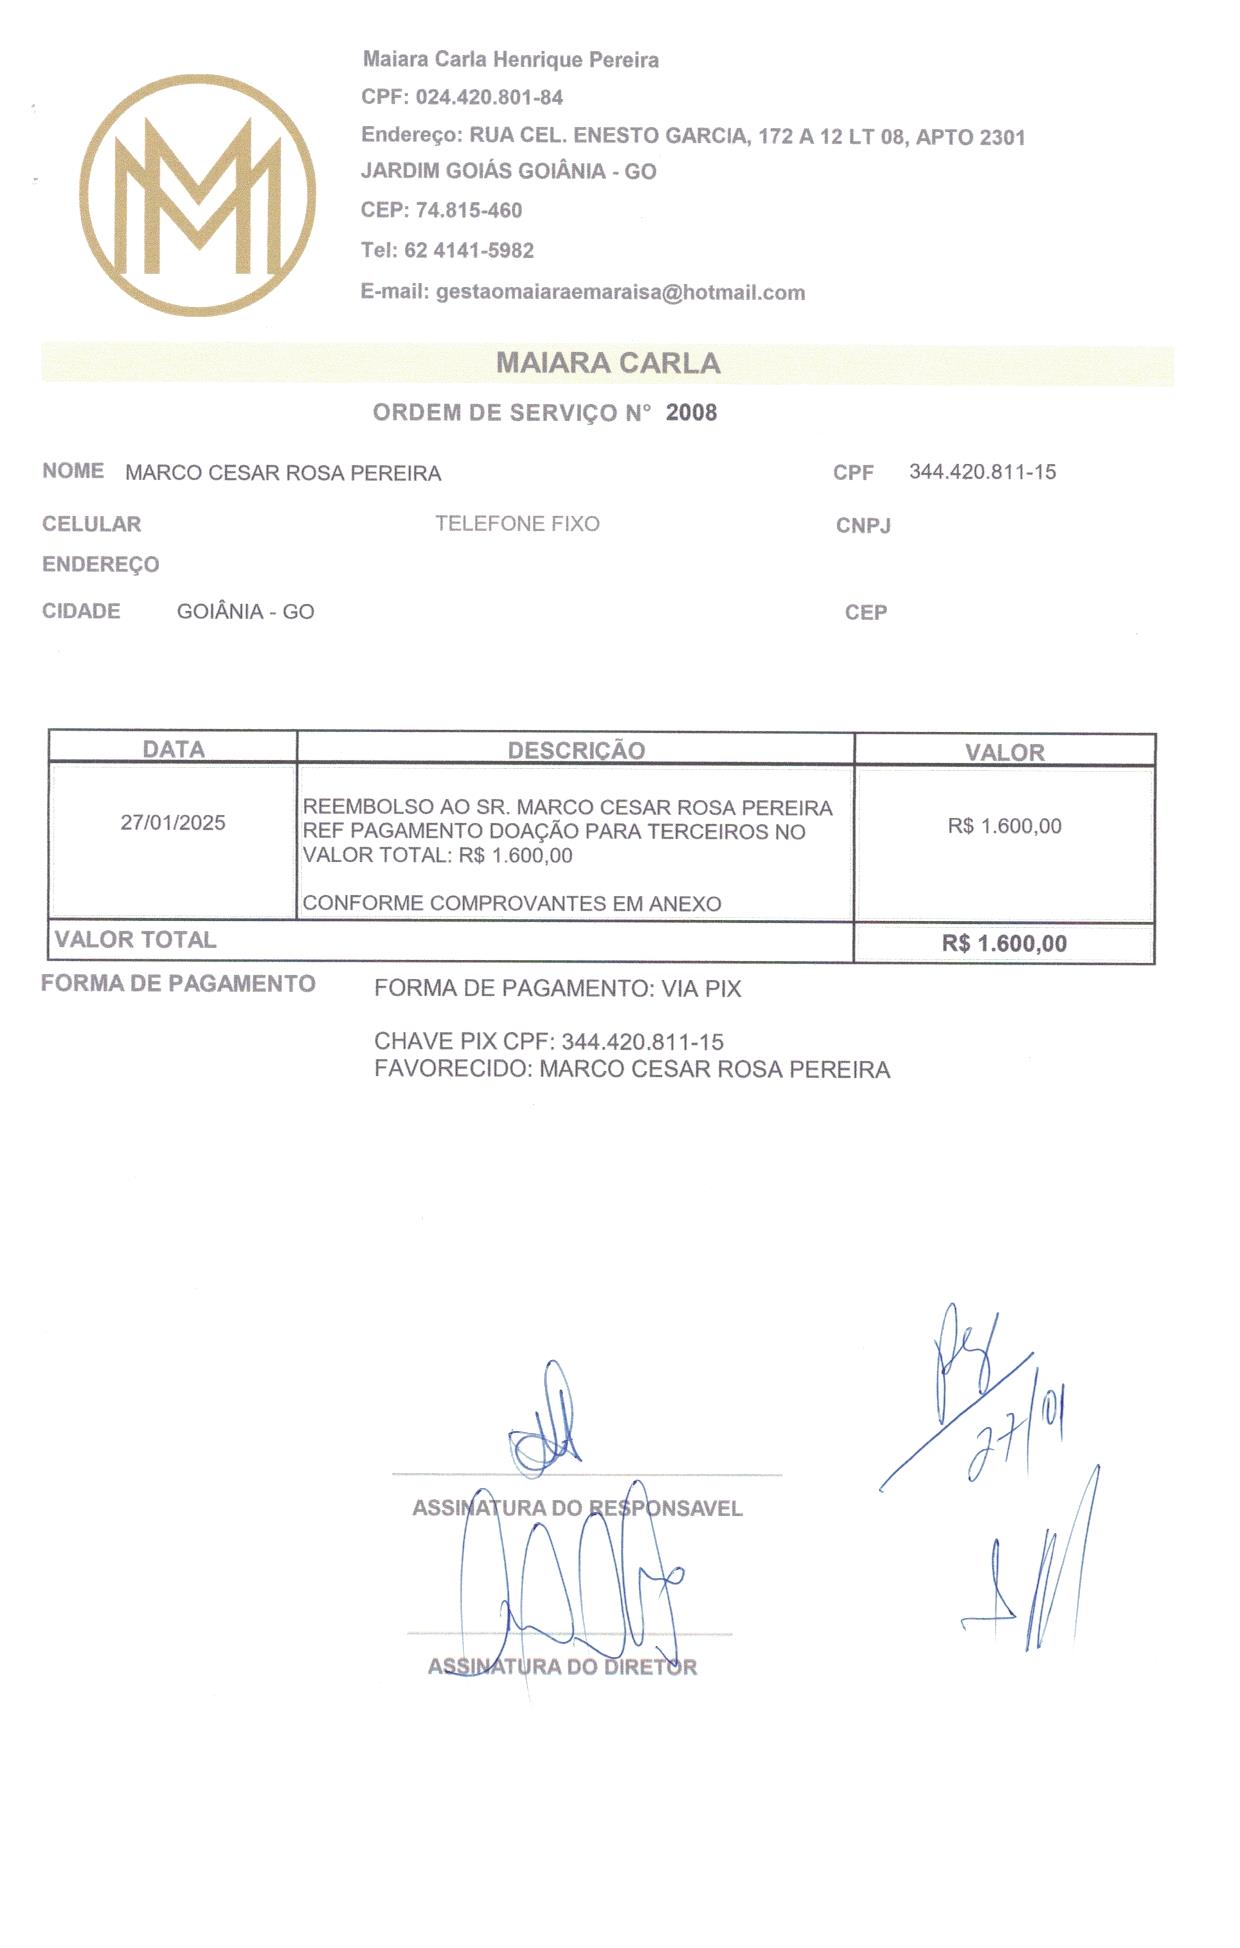 Maiara Carla Henrique Pereira
CPF: 024.420.801-84
Endereço: RUA CEL. ENESTO GARCIA, 172 A 12 LT 08, APTO 2301
JARDIM GOIÁS GOIÂNIA - GO
CEP: 74.815-460
Tel: 62 4141-5982
E-mail: gestaomaiaraemaraisa@hotmail.com
MAIARA CARLA
ORDEM DE SERVIÇO N° 2008
NOME MARCO CESAR ROSA PEREIRA CPF 344.420.811-15
CELULAR TELEFONE FIXO CNPJ
ENDEREÇO
CIDADE GOIÂNIA - GO CEP
DATA DESCRIÇÃO VALOR
27/01/2025 REEMBOLSO AO SR. MARCO CESAR ROSA PEREIRA R$ 1.600,00
REF PAGAMENTO DOAÇÃO PARA TERCEIROS NO
VALOR TOTAL: R$ 1.600,00
CONFORME COMPROVANTES EM ANEXO
VALOR TOTAL R$ 1.600,00
FORMA DE PAGAMENTO FORMA DE PAGAMENTO: VIA PIX
CHAVE PIX CPF: 344.420.811-15
FAVORECIDO: MARCO CESAR ROSA PEREIRA
27/01
ASSINATURA DO RESPONSAVEL
ASSINATURA DO DIRETOR